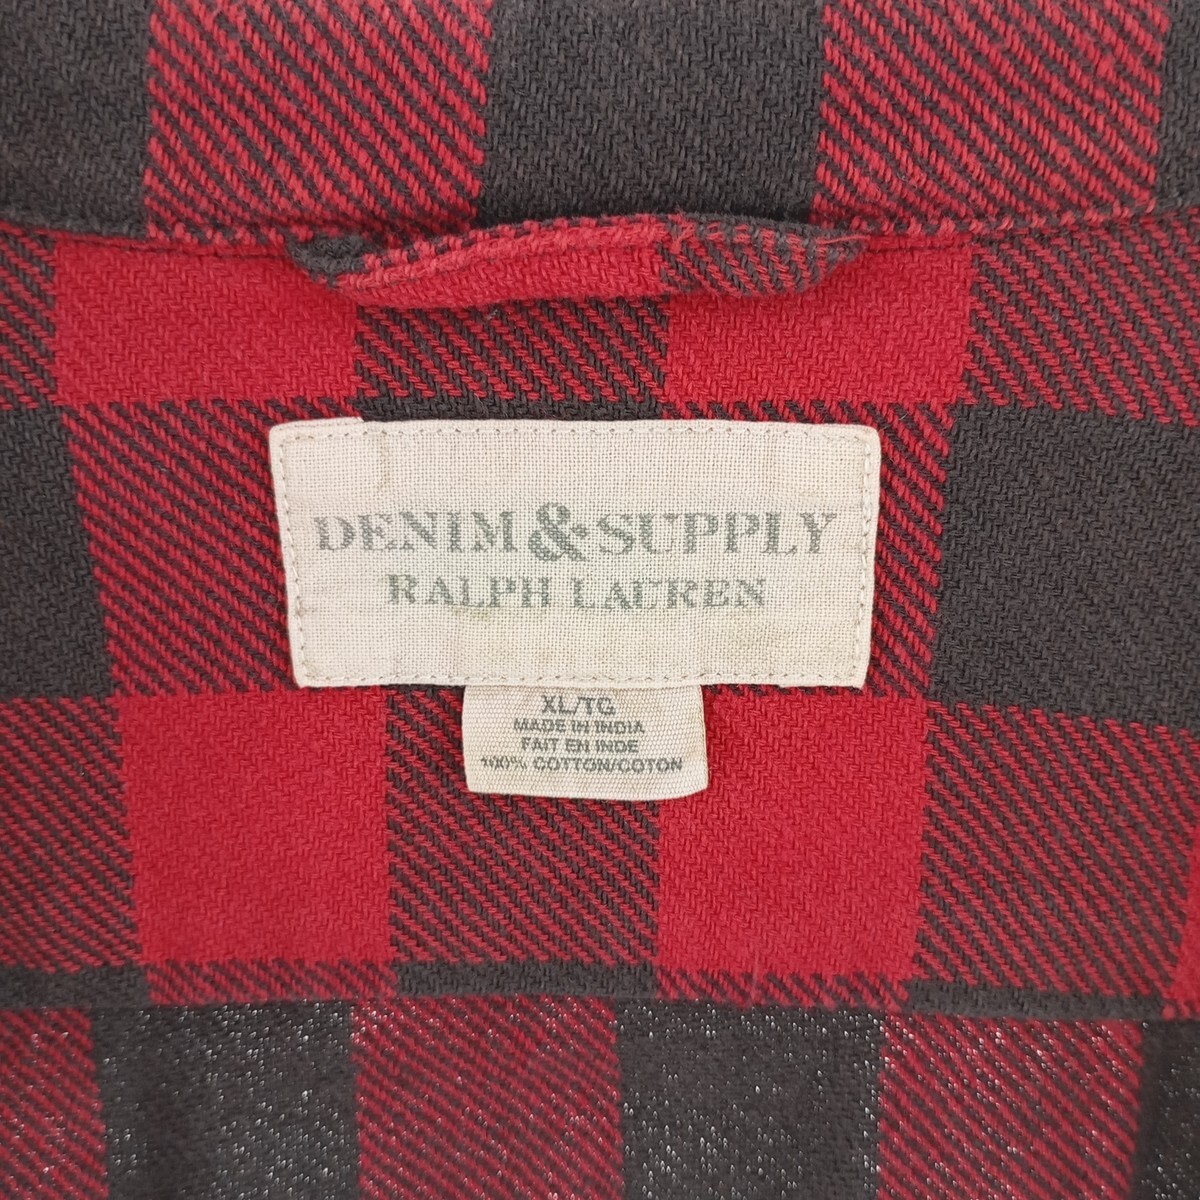 DENIM & SUPPLY
RALPH LAUREN
XL/TG
MADE IN INDIA
FAIT EN INDE
100% COTTON/COTON